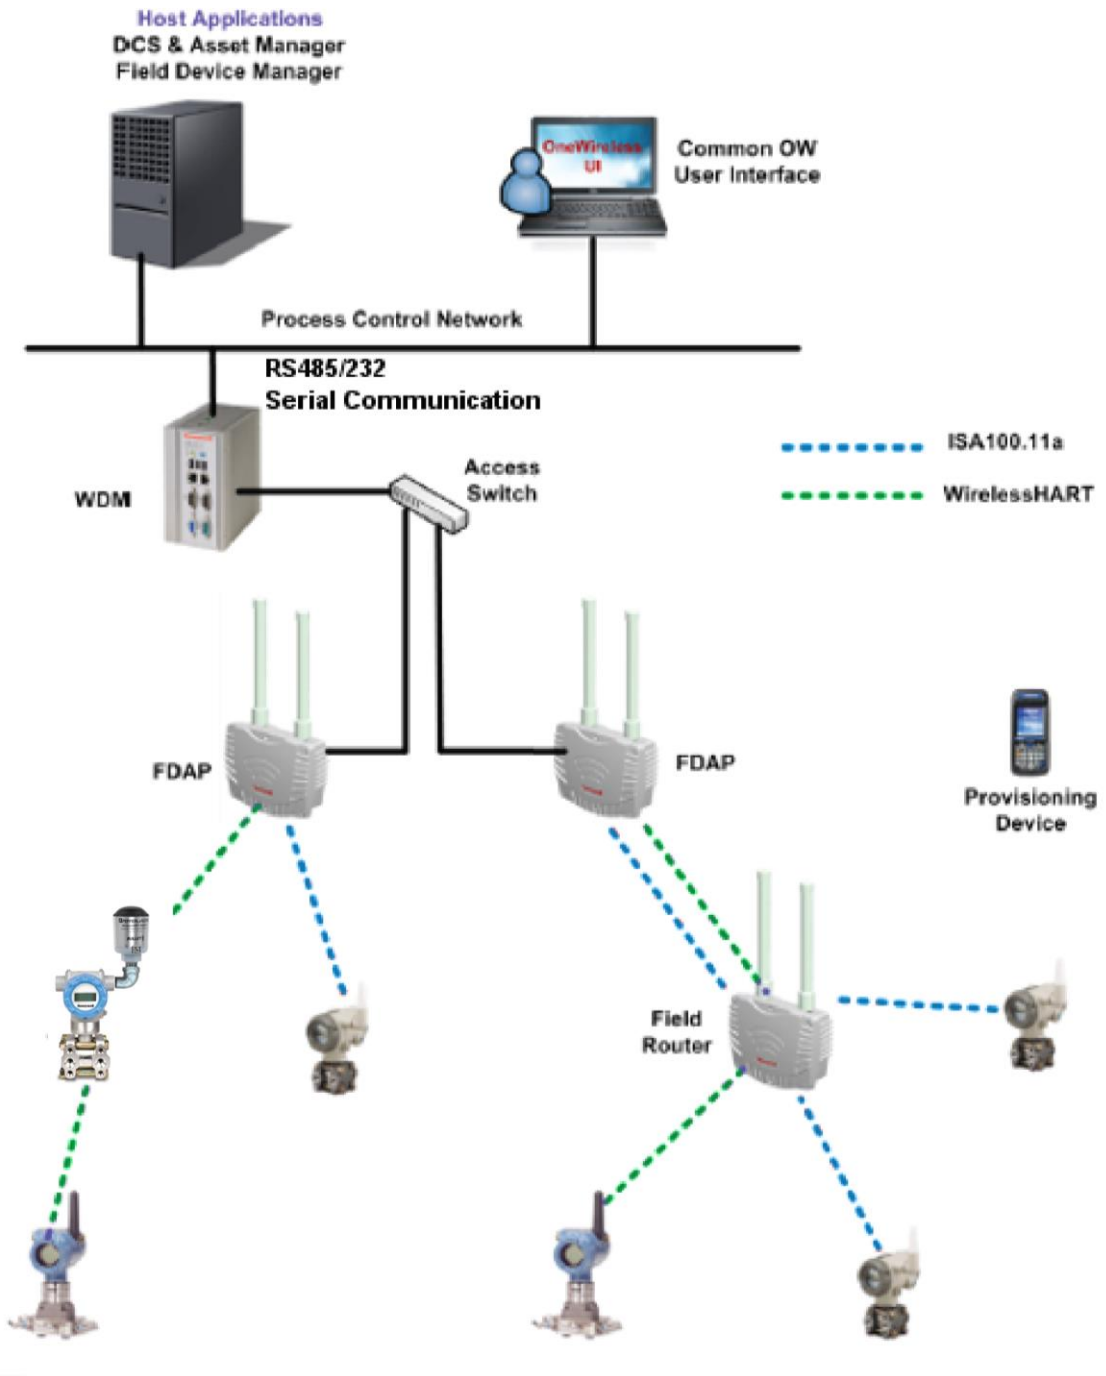 Host Applications
DCS & Asset Manager
Field Device Manager
OneWireless
UI
Common OW
User Interface
Process Control Network
RS485/232
Serial Communication
WDM
Access
Switch
ISA100.11a
WirelessHART
FDAP
FDAP
Provisioning
Device
Field
Router